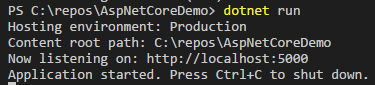 PS C:\repos\AspNetCoreDemo> dotnet run
Hosting environment: Production
Content root path: C:\repos\AspNetCoreDemo
Now listening on: http://localhost:5000
Application started. Press Ctrl+C to shut down.